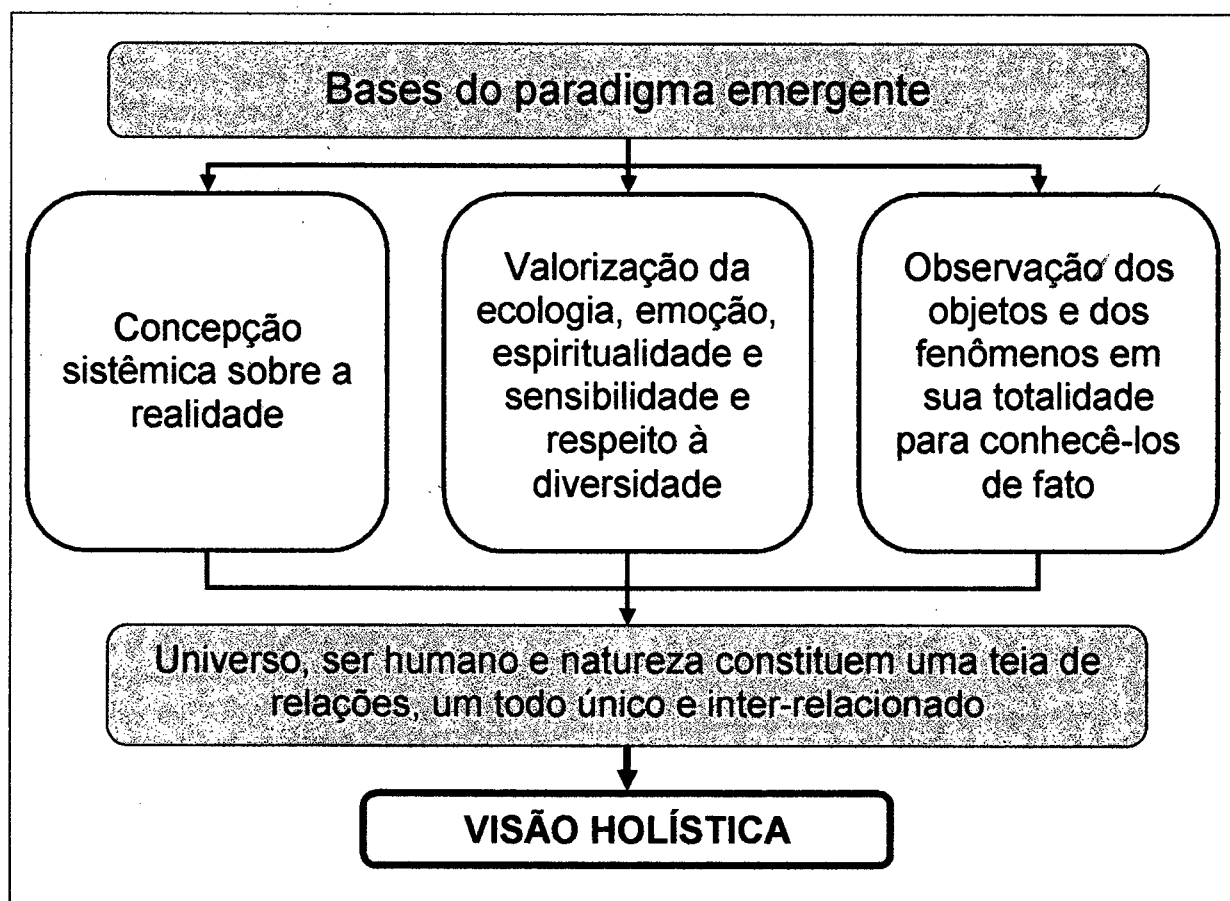 Bases do paradigma emergente
Concepção
sistêmica sobre a
realidade
Valorização da
ecologia, emoção,
espiritualidade e
sensibilidade e
respeito à
diversidade
Observação dos
objetos e dos
fenômenos em
sua totalidade
para conhecê-los
de fato
Universo, ser humano e natureza constituem uma teia de
relações, um todo único e inter-relacionado
VISÃO HOLÍSTICA